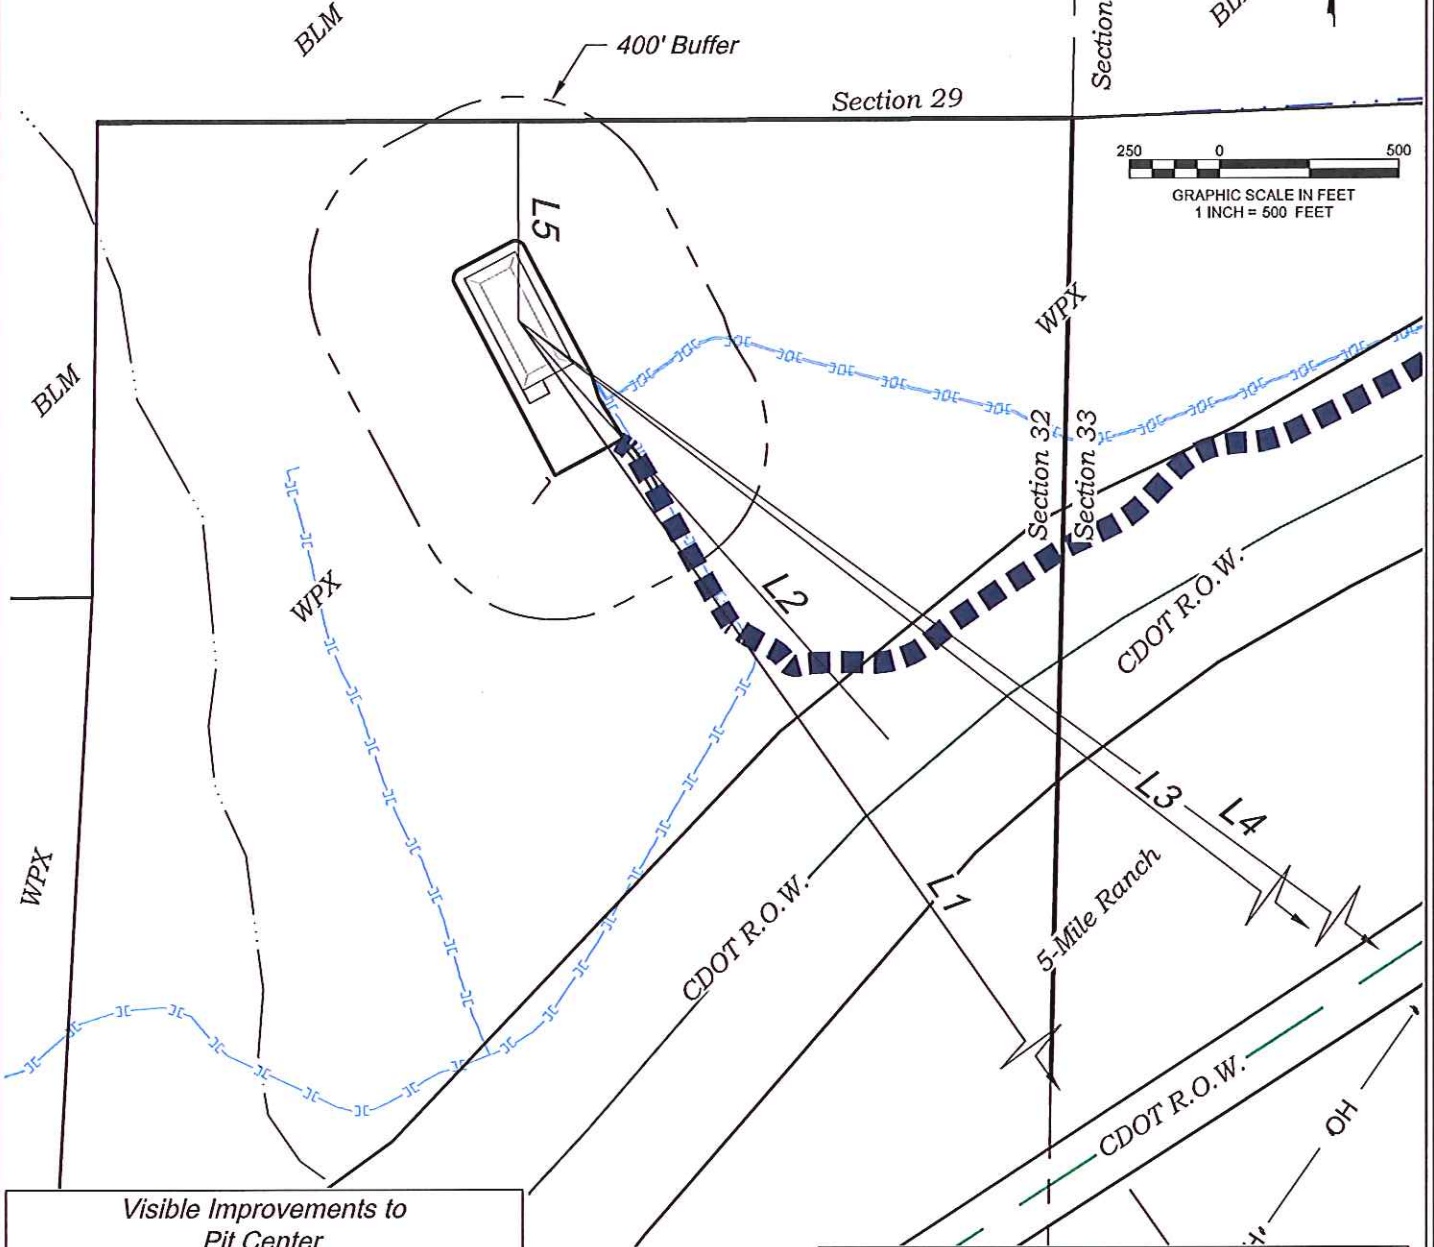 BLM
400' Buffer
Section
Section 29
250 0 500
GRAPHIC SCALE IN FEET
1 INCH = 500 FEET
L5
WPX
BLM
Section 32
Section 33
WPX
L2
CDOT R.O.W.
L3
L4
WPX
L1
5-Mile Ranch
CDOT R.O.W.
CDOT R.O.W.
OH
Visible Improvements to
Pit Center